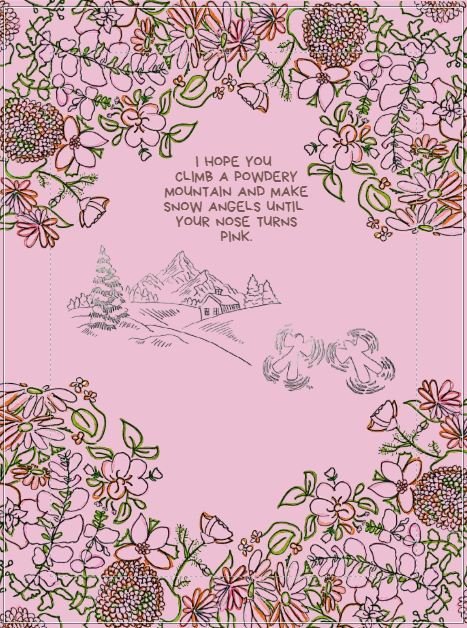 I HOPE YOU
CLIMB A POWDERY
MOUNTAIN AND MAKE
SNOW ANGELS UNTIL
YOUR NOSE TURNS
PINK.